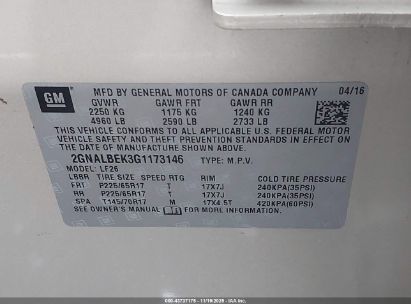 GM
MFD BY GENERAL MOTORS OF CANADA COMPANY 04/16
GVWR GAWR FRT GAWR RR
2250 KG 1175 KG 1240 KG
4960 LB 2590 LB 2733 LB
THIS VEHICLE CONFORMS TO ALL APPLICABLE U.S. FEDERAL MOTOR
VEHICLE SAFETY AND THEFT PREVENTION STANDARDS IN EFFECT ON
THE DATE OF MANUFACTURE SHOWN ABOVE.
2GNALBEK3G1173146 TYPE: M.P.V.
MODEL: LF26
LBBR TIRE SIZE SPEED RTG RIM COLD TIRE PRESSURE
FRT P225/65R17 T 17X7J 240KPA(35PSI)
RR P225/65R17 T 17X7J 240KPA(35PSI)
SPA T145/70R17 M 17X4.5T 420KPA(60PSI)
SEE OWNER'S MANUAL FOR MORE INFORMATION.